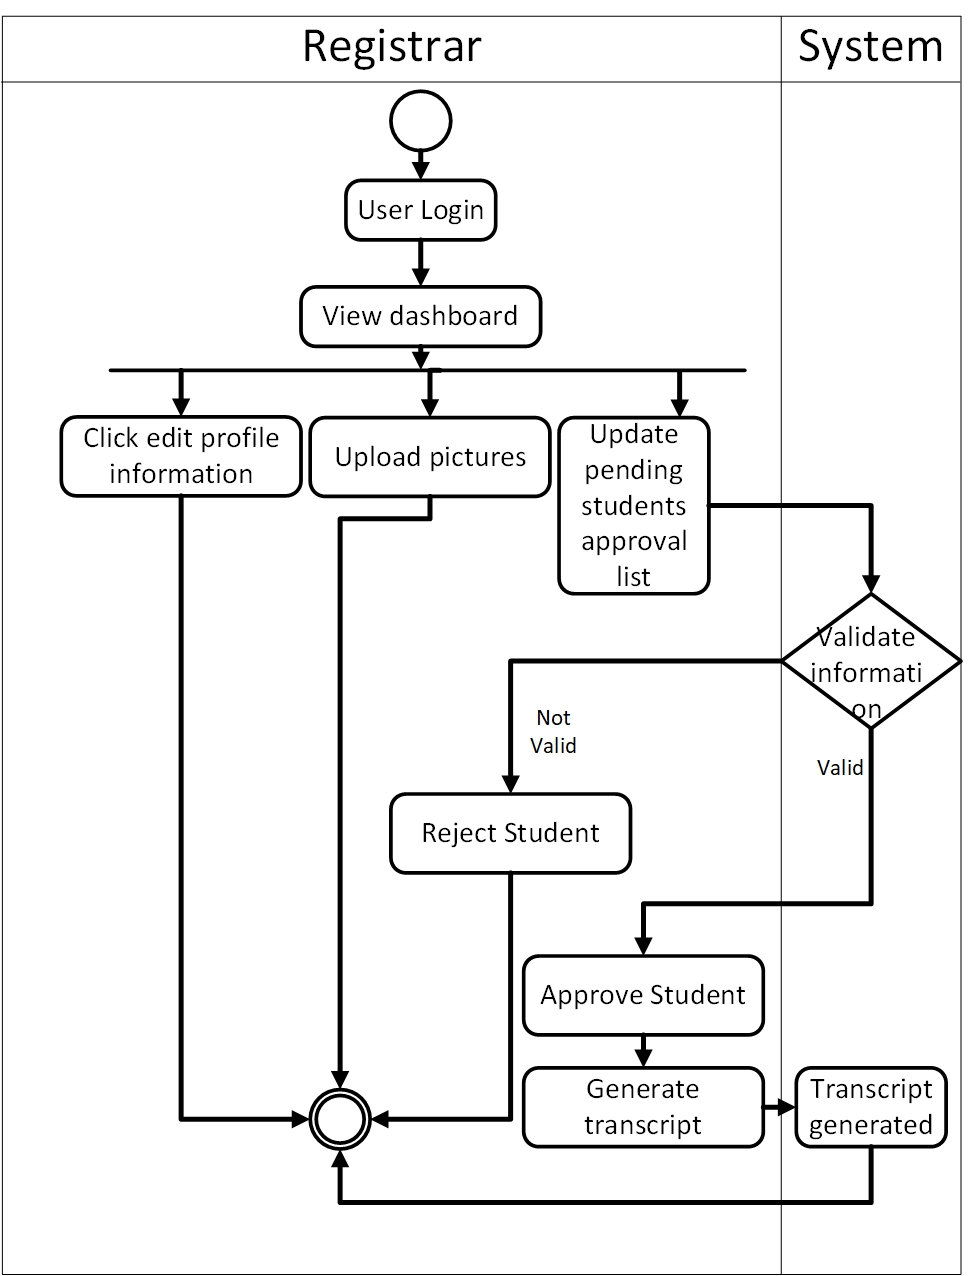 Registrar
System
User Login
View dashboard
Click edit profile
information
Upload pictures
Update
pending
students
approval
list
Validate
informati
on
Not
Valid
Valid
Reject Student
Approve Student
Generate
transcript
Transcript
generated